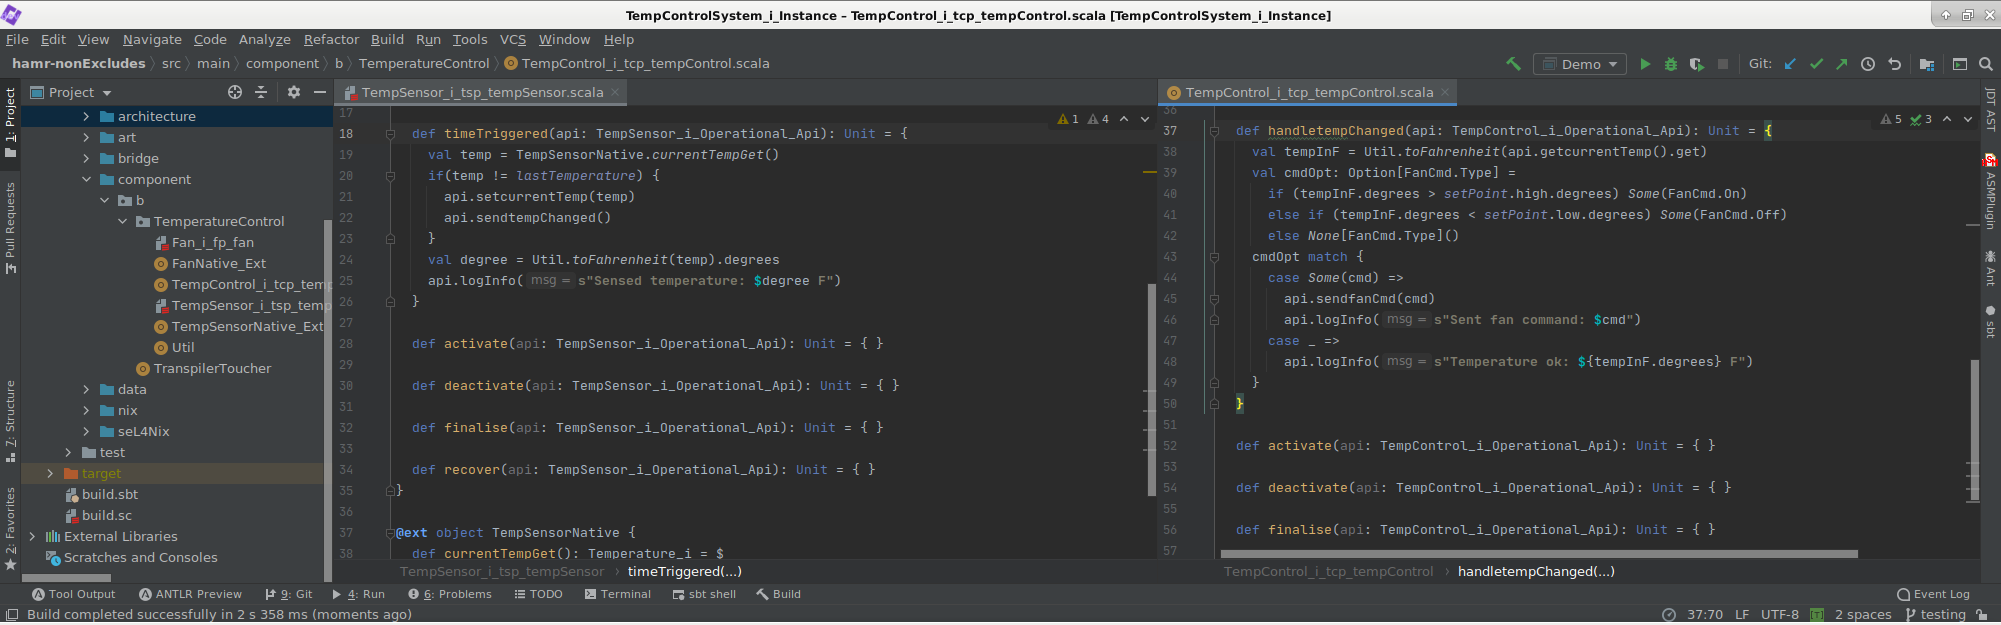 TempControlSystem_i_Instance – TempControl_i_tcp_tempControl.scala [TempControlSystem_i_Instance]
File Edit View Navigate Code Analyze Refactor Build Run Tools VCS Window Help
hamr-nonExcludes src main component b TemperatureControl TempControl_i_tcp_tempControl.scala
Demo
Git:
1: Project
Pull Requests
7: Structure
2: Favorites
Project
architecture
art
bridge
component
b
TemperatureControl
Fan_i_fp_fan
FanNative_Ext
TempControl_i_tcp_temp
TempSensor_i_tsp_temp
TempSensorNative_Ext
Util
TranspilerToucher
data
nix
seL4Nix
test
target
build.sbt
build.sc
External Libraries
Scratches and Consoles
TempSensor_i_tsp_tempSensor.scala
1 4
17
18 def timeTriggered(api: TempSensor_i_Operational_Api): Unit = {
19 val temp = TempSensorNative.currentTempGet()
20 if(temp != lastTemperature) {
21 api.setcurrentTemp(temp)
22 api.sendtempChanged()
23 }
24 val degree = Util.toFahrenheit(temp).degrees
25 api.logInfo( msg = s"Sensed temperature: $degree F")
26 }
27
28 def activate(api: TempSensor_i_Operational_Api): Unit = { }
29
30 def deactivate(api: TempSensor_i_Operational_Api): Unit = { }
31
32 def finalise(api: TempSensor_i_Operational_Api): Unit = { }
33
34 def recover(api: TempSensor_i_Operational_Api): Unit = { }
35 }
36
37 @ext object TempSensorNative {
38 def currentTempGet(): Temperature_i = $
TempSensor_i_tsp_tempSensor timeTriggered(...)
TempControl_i_tcp_tempControl.scala
5 3
36
37 def handletempChanged(api: TempControl_i_Operational_Api): Unit = {
38 val tempInF = Util.toFahrenheit(api.getcurrentTemp().get)
39 val cmdOpt: Option[FanCmd.Type] =
40 if (tempInF.degrees > setPoint.high.degrees) Some(FanCmd.On)
41 else if (tempInF.degrees < setPoint.low.degrees) Some(FanCmd.Off)
42 else None[FanCmd.Type]()
43 cmdOpt match {
44 case Some(cmd) =>
45 api.sendfanCmd(cmd)
46 api.logInfo( msg = s"Sent fan command: $cmd")
47 case _ =>
48 api.logInfo( msg = s"Temperature ok: ${tempInF.degrees} F")
49 }
50 }
51
52 def activate(api: TempControl_i_Operational_Api): Unit = { }
53
54 def deactivate(api: TempControl_i_Operational_Api): Unit = { }
55
56 def finalise(api: TempControl_i_Operational_Api): Unit = { }
57
TempControl_i_tcp_tempControl handletempChanged(...)
JDT AST
ASMPlugin
Ant
sbt
Tool Output ANTLR Preview 9: Git 4: Run 6: Problems TODO Terminal sbt shell Build Event Log
Build completed successfully in 2 s 358 ms (moments ago) 37:70 LF UTF-8 [T] 2 spaces testing